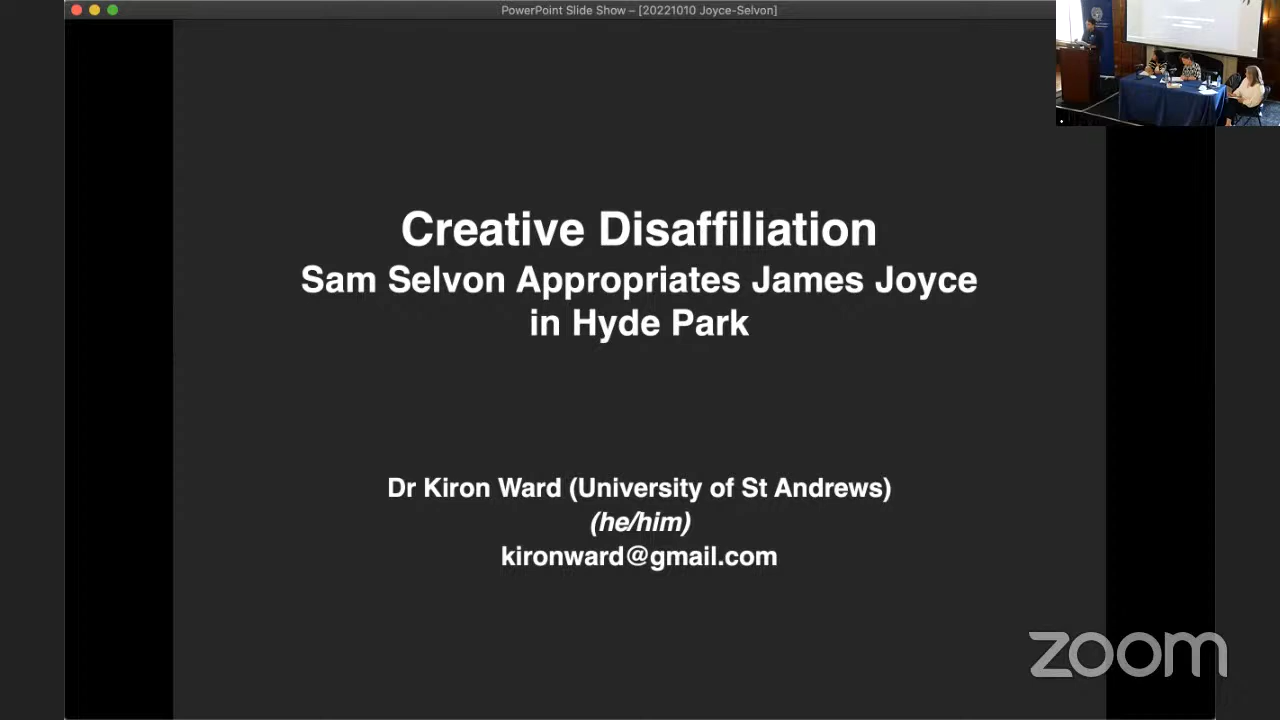 PowerPoint Slide Show – [20221010 Joyce-Selvon]
Creative Disaffiliation
Sam Selvon Appropriates James Joyce
in Hyde Park
Dr Kiron Ward (University of St Andrews)
(he/him)
kironward@gmail.com
zoom